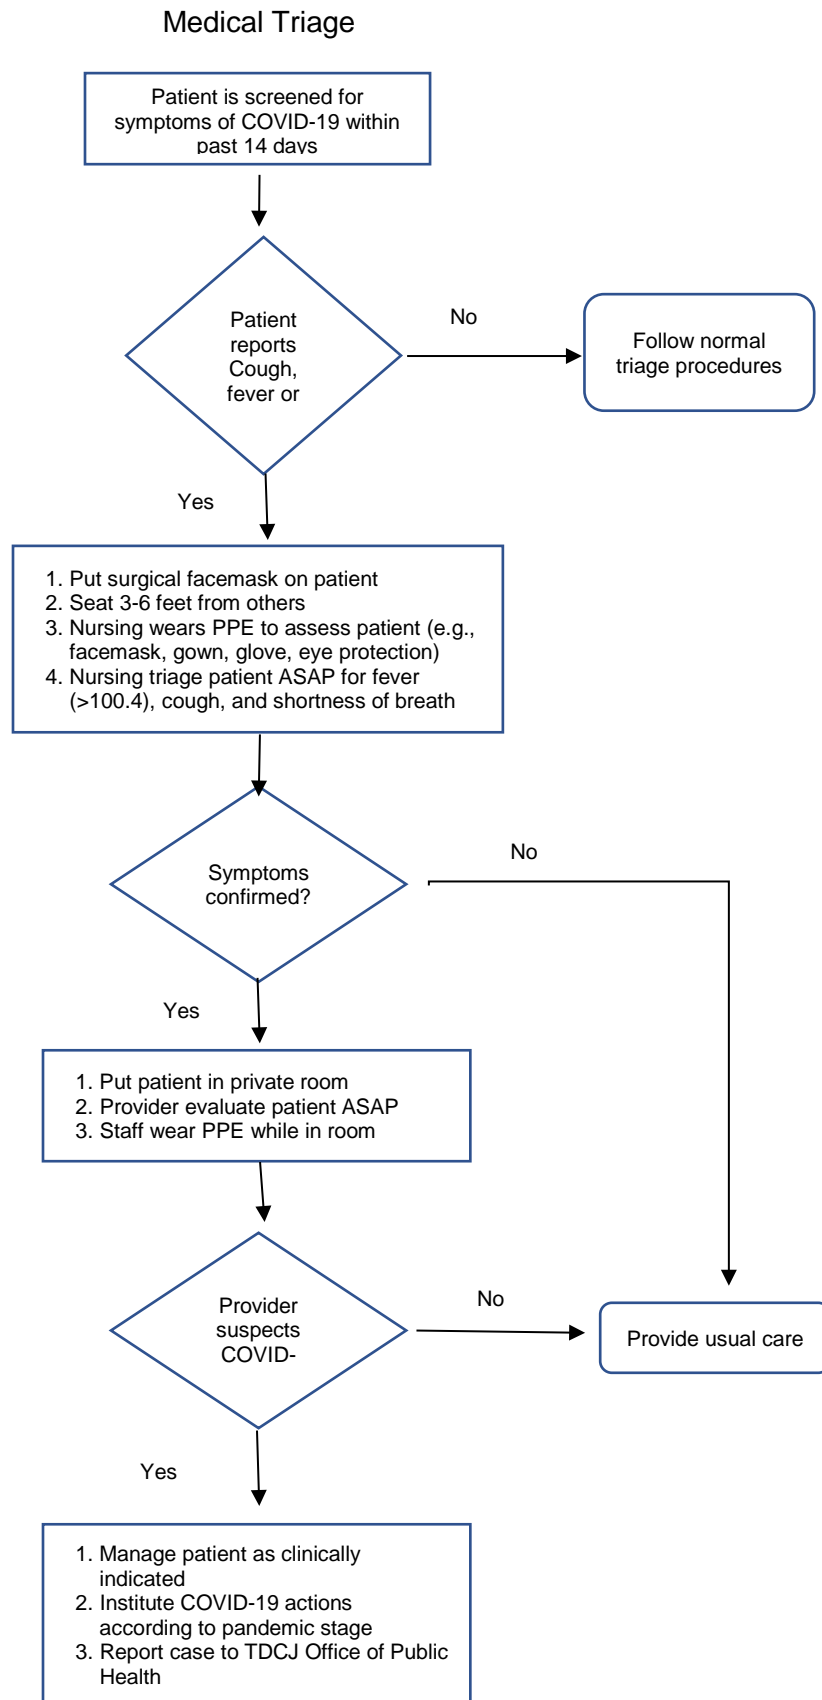 Medical Triage
Patient is screened for
symptoms of COVID-19 within
past 14 days
Patient
reports
Cough,
fever or
No
Follow normal
triage procedures
Yes
1. Put surgical facemask on patient
2. Seat 3-6 feet from others
3. Nursing wears PPE to assess patient (e.g.,
facemask, gown, glove, eye protection)
4. Nursing triage patient ASAP for fever
(>100.4), cough, and shortness of breath
Symptoms
confirmed?
No
Yes
1. Put patient in private room
2. Provider evaluate patient ASAP
3. Staff wear PPE while in room
Provider
suspects
COVID-
No
Provide usual care
Yes
1. Manage patient as clinically
indicated
2. Institute COVID-19 actions
according to pandemic stage
3. Report case to TDCJ Office of Public
Health